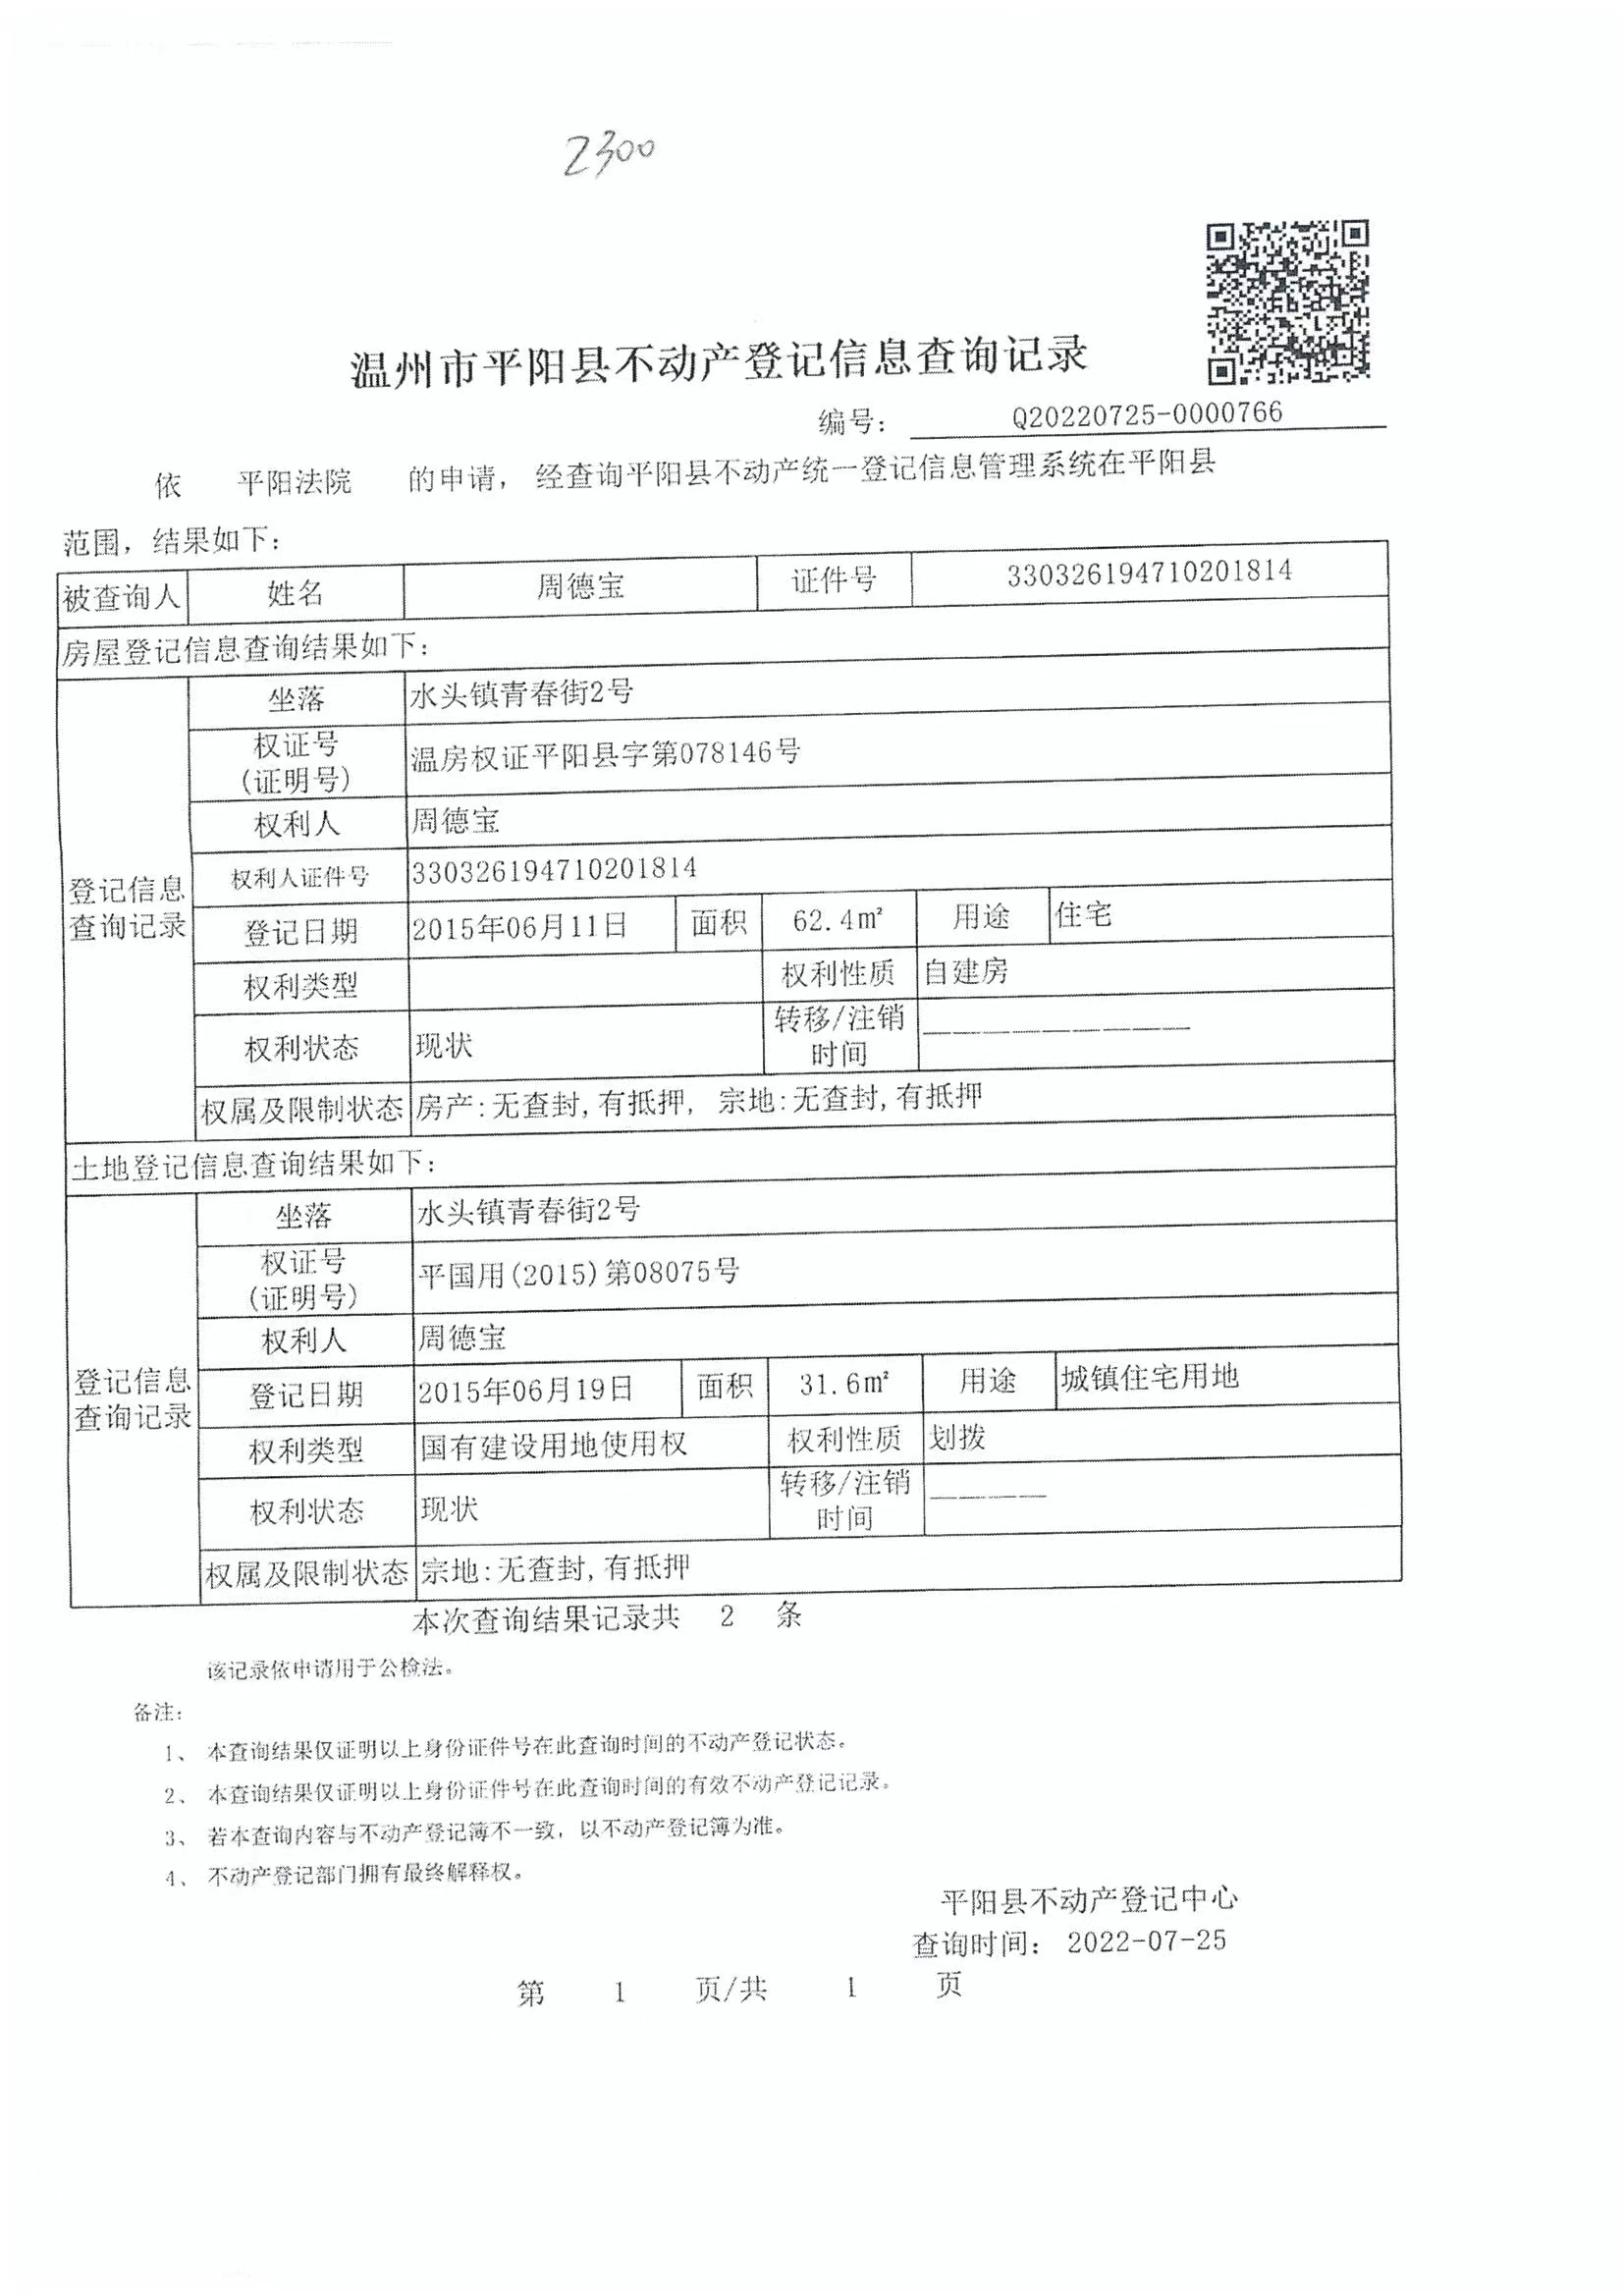 2300
温州市平阳县不动产登记信息查询记录
编号： Q20220725-0000766
依 平阳法院 的申请，经查询平阳县不动产统一登记信息管理系统在平阳县
范围，结果如下：
被查询人 姓名 周德宝 证件号 330326194710201814
房屋登记信息查询结果如下：
登记信息
查询记录
坐落 水头镇青春街2号
权证号
(证明号)
温房权证平阳县字第078146号
权利人 周德宝
权利人证件号 330326194710201814
登记日期 2015年06月11日 面积 62.4㎡ 用途 住宅
权利类型 权利性质 自建房
权利状态 现状 转移/注销
时间
—————————
权属及限制状态 房产:无查封,有抵押, 宗地:无查封,有抵押
土地登记信息查询结果如下：
登记信息
查询记录
坐落 水头镇青春街2号
权证号
(证明号)
平国用(2015)第08075号
权利人 周德宝
登记日期 2015年06月19日 面积 31.6㎡ 用途 城镇住宅用地
权利类型 国有建设用地使用权 权利性质 划拨
权利状态 现状 转移/注销
时间
————
权属及限制状态 宗地:无查封,有抵押
本次查询结果记录共 2 条
该记录依申请用于公检法。
备注：
1、 本查询结果仅证明以上身份证件号在此查询时间的不动产登记状态。
2、 本查询结果仅证明以上身份证件号在此查询时间的有效不动产登记记录。
3、 若本查询内容与不动产登记簿不一致，以不动产登记簿为准。
4、 不动产登记部门拥有最终解释权。
平阳县不动产登记中心
查询时间： 2022-07-25
第 1 页/共 1 页